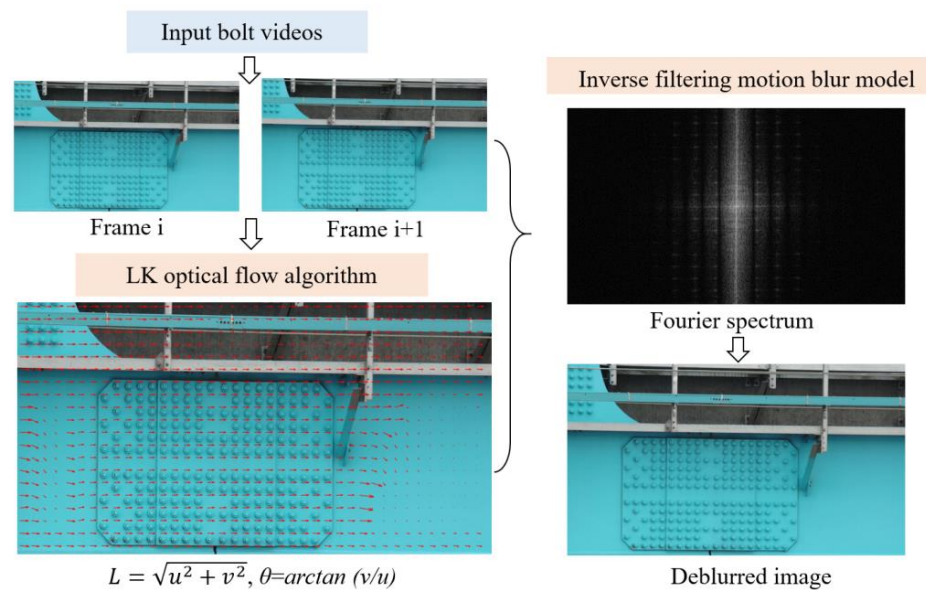 Input bolt videos
Frame i
Frame i+1
LK optical flow algorithm
L = √(u² + v²), θ=arctan (v/u)
Inverse filtering motion blur model
Fourier spectrum
Deblurred image